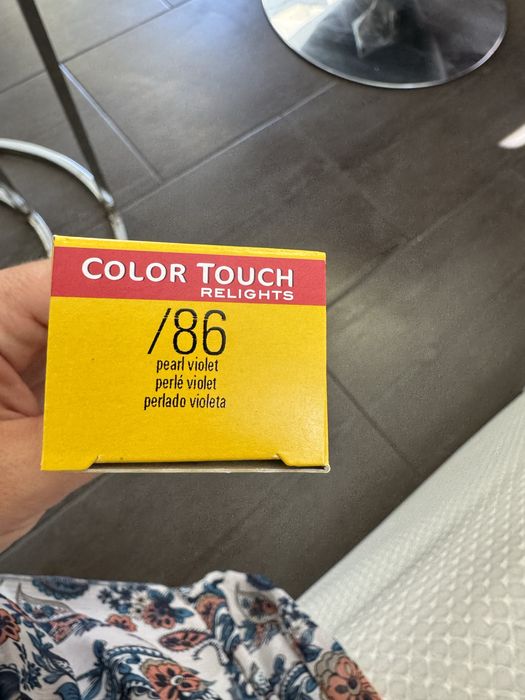 COLOR TOUCH
RELIGHTS
/86
pearl violet
perlé violet
perlado violeta